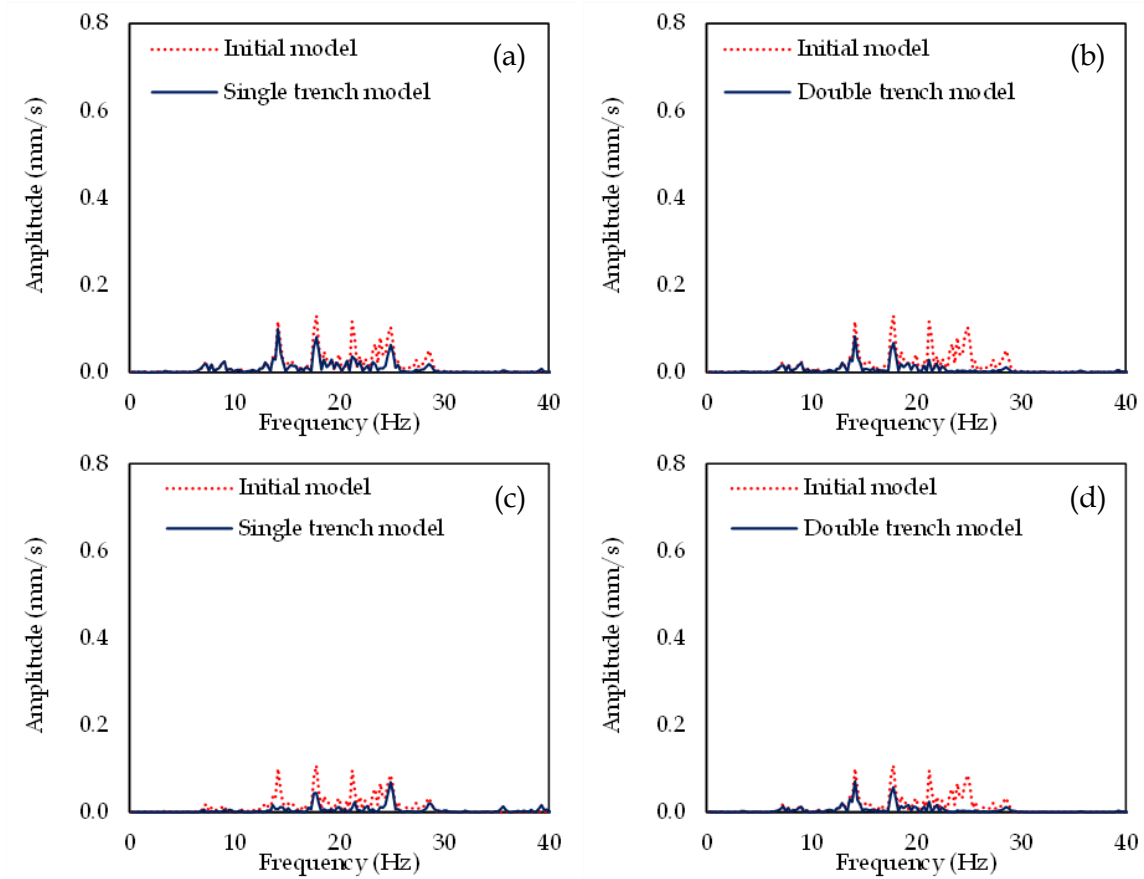 0.8
Initial model
(a)
Single trench model
0.6
0.4
0.2
0.0
Amplitude (mm/s)
0 10 20 30 40
Frequency (Hz)
0.8
Initial model
(b)
Double trench model
0.6
0.4
0.2
0.0
Amplitude (mm/s)
0 10 20 30 40
Frequency (Hz)
0.8
Initial model
(c)
Single trench model
0.6
0.4
0.2
0.0
Amplitude (mm/s)
0 10 20 30 40
Frequency (Hz)
0.8
Initial model
(d)
Double trench model
0.6
0.4
0.2
0.0
Amplitude (mm/s)
0 10 20 30 40
Frequency (Hz)